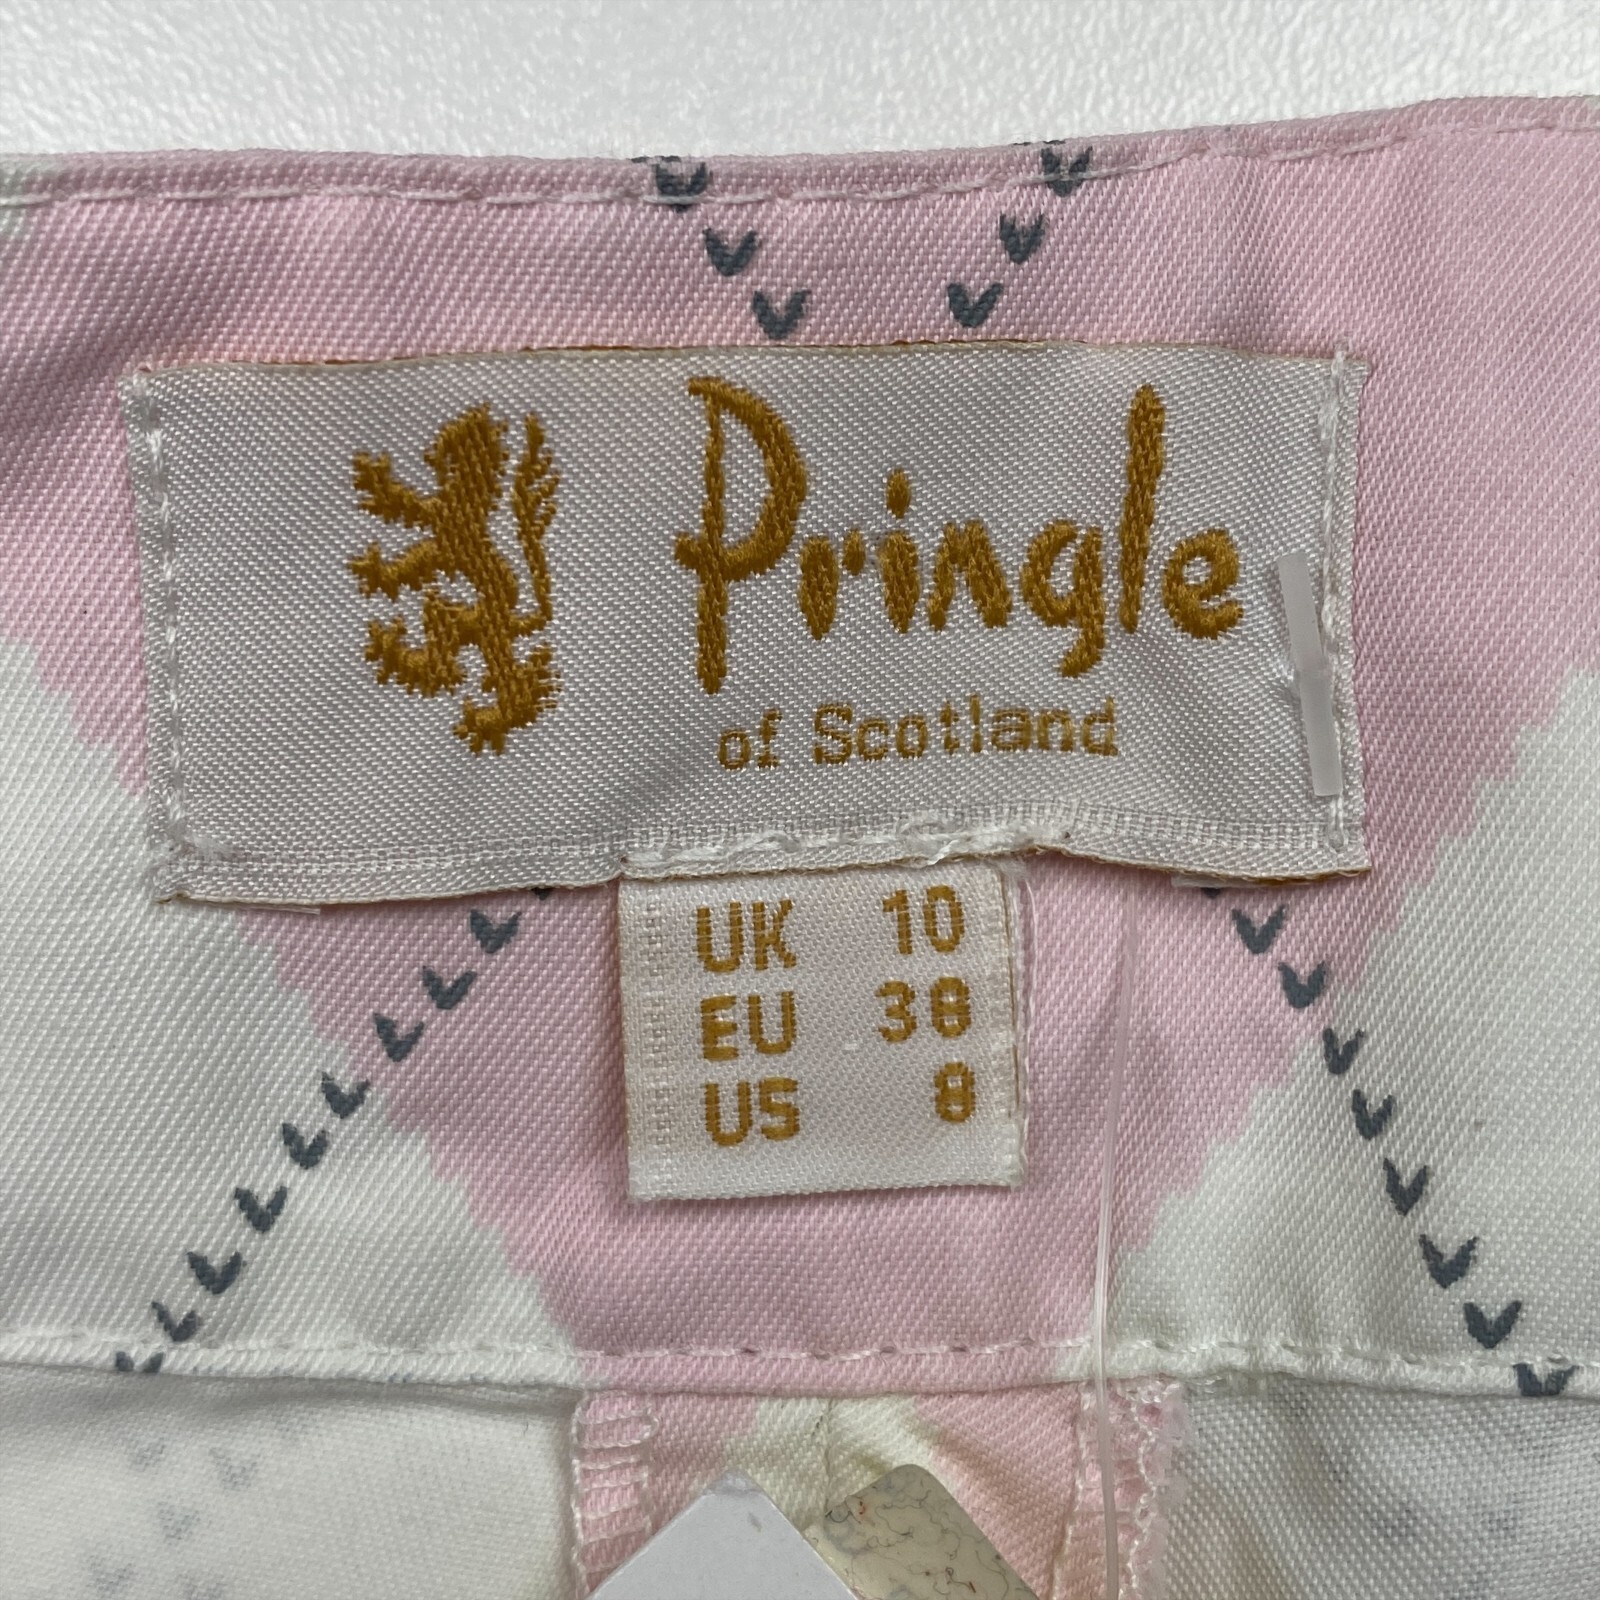 Pringle
of Scotland
UK 10
EU 38
US 8